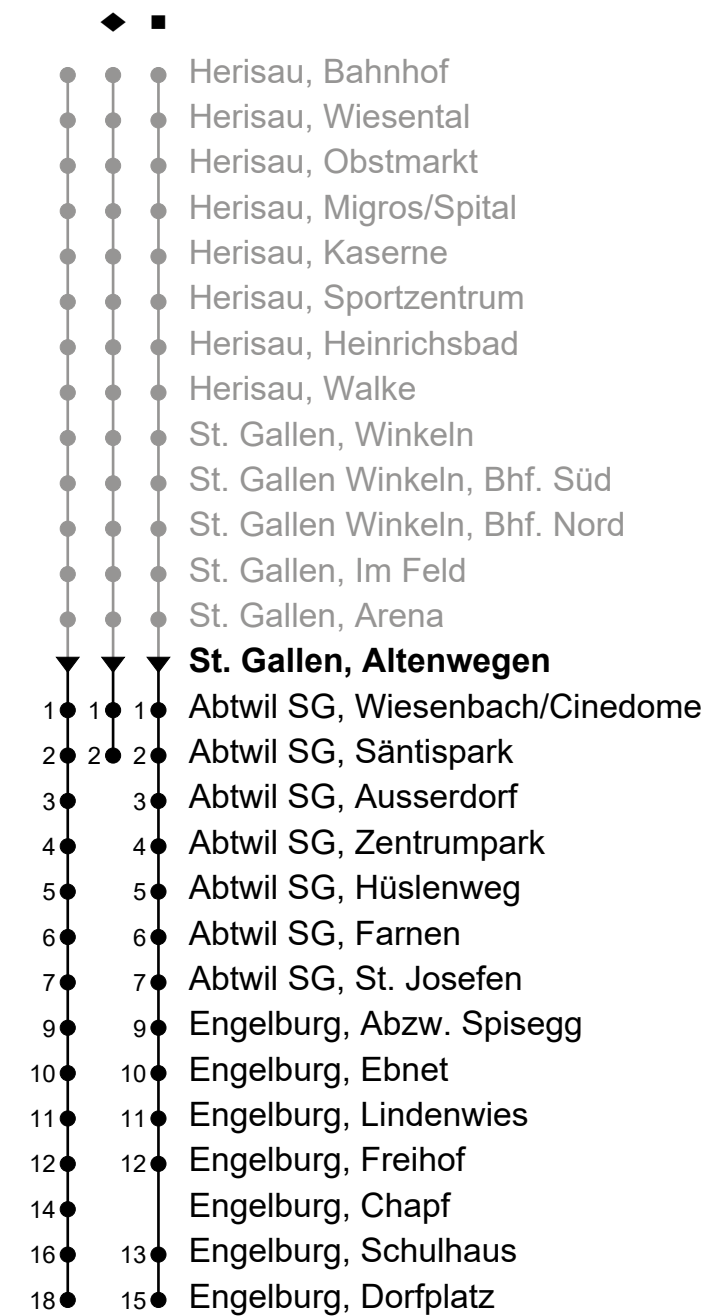 Herisau, Bahnhof
Herisau, Wiesental
Herisau, Obstmarkt
Herisau, Migros/Spital
Herisau, Kaserne
Herisau, Sportzentrum
Herisau, Heinrichsbad
Herisau, Walke
St. Gallen, Winkeln
St. Gallen Winkeln, Bhf. Süd
St. Gallen Winkeln, Bhf. Nord
St. Gallen, Im Feld
St. Gallen, Arena
St. Gallen, Altenwegen
1 1 1 Abtwil SG, Wiesenbach/Cinedome
2 2 2 Abtwil SG, Säntispark
3 3 Abtwil SG, Ausserdorf
4 4 Abtwil SG, Zentrumpark
5 5 Abtwil SG, Hüslenweg
6 6 Abtwil SG, Farnen
7 7 Abtwil SG, St. Josefen
9 9 Engelburg, Abzw. Spisegg
10 10 Engelburg, Ebnet
11 11 Engelburg, Lindenwies
12 12 Engelburg, Freihof
14 Engelburg, Chapf
16 13 Engelburg, Schulhaus
18 15 Engelburg, Dorfplatz